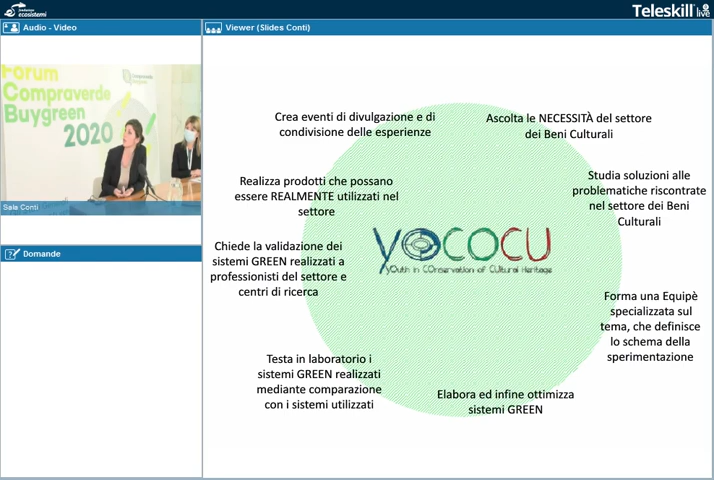 fondazione
ecosistemi
Teleskill live
Audio - Video
Viewer (Slides Conti)
Forum
Compraverde
Buygreen
2020
Sala Conti
Domande
Crea eventi di divulgazione e di
condivisione delle esperienze
Ascolta le NECESSITÀ del settore
dei Beni Culturali
Studia soluzioni alle
problematiche riscontrate
nel settore dei Beni
Culturali
Forma una Equipè
specializzata sul
tema, che definisce
lo schema della
sperimentazione
Elabora ed infine ottimizza
sistemi GREEN
Testa in laboratorio i
sistemi GREEN realizzati
mediante comparazione
con i sistemi utilizzati
Chiede la validazione dei
sistemi GREEN realizzati a
professionisti del settore e
centri di ricerca
Realizza prodotti che possano
essere REALMENTE utilizzati nel
settore
yococu
yOuth in COnservation of CUltural Heritage